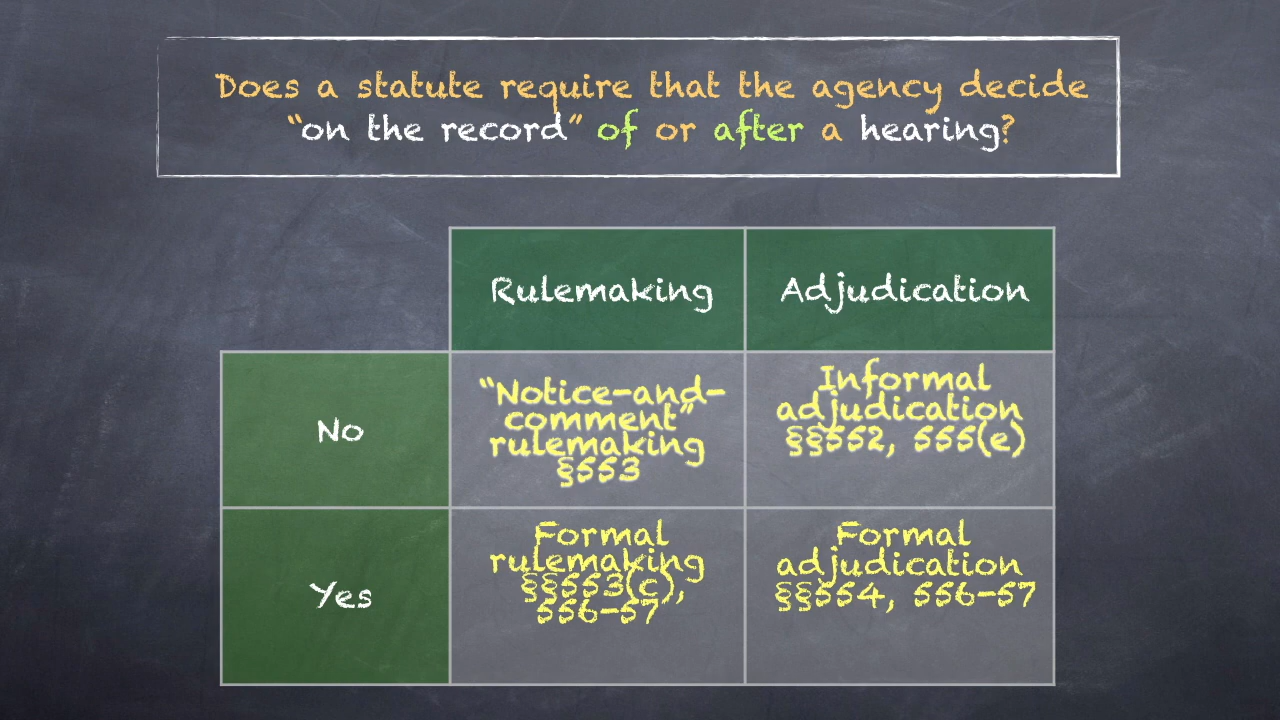 Does a statute require that the agency decide
“on the record” of or after a hearing?
Rulemaking
Adjudication
No
“Notice-and-
comment”
rulemaking
§553
Informal
adjudication
§§552, 555(e)
Yes
Formal
rulemaking
§§553(c),
556-57
Formal
adjudication
§§554, 556-57